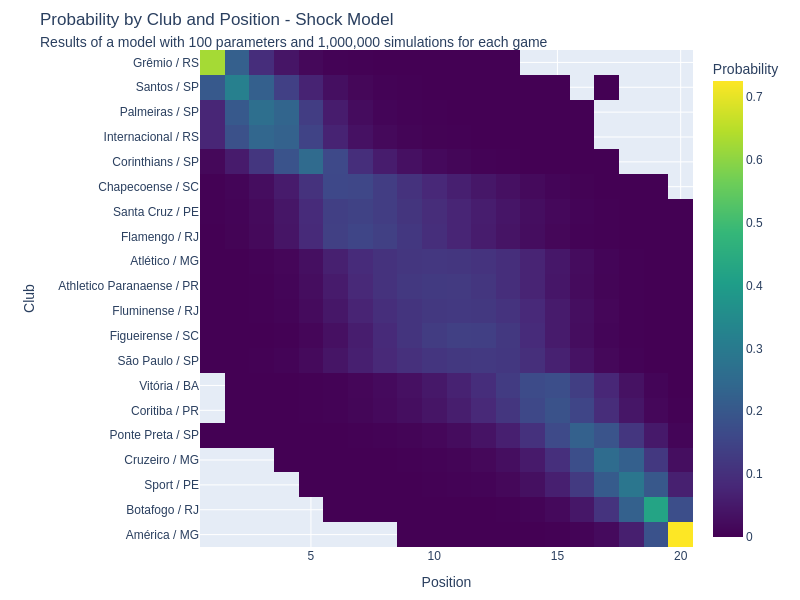 Probability by Club and Position - Shock Model
Results of a model with 100 parameters and 1,000,000 simulations for each game
Probability
Club
Grêmio / RS
Santos / SP
Palmeiras / SP
Internacional / RS
Corinthians / SP
Chapecoense / SC
Santa Cruz / PE
Flamengo / RJ
Atlético / MG
Athletico Paranaense / PR
Fluminense / RJ
Figueirense / SC
São Paulo / SP
Vitória / BA
Coritiba / PR
Ponte Preta / SP
Cruzeiro / MG
Sport / PE
Botafogo / RJ
América / MG
0.7
0.6
0.5
0.4
0.3
0.2
0.1
0
5
10
15
20
Position